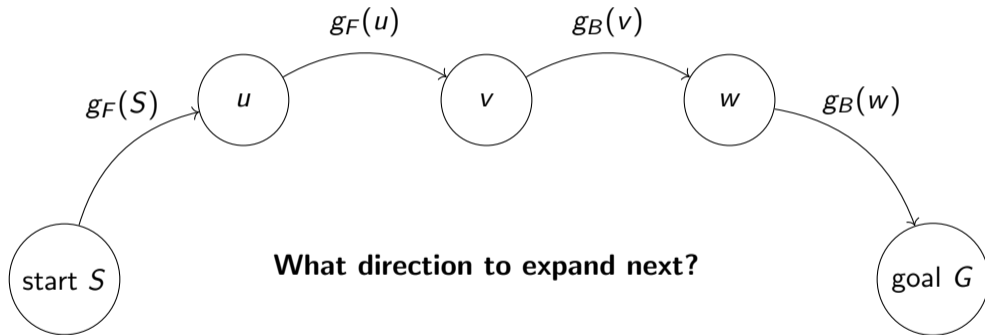 g_F(u)
g_B(v)
g_F(S)
u
v
w
g_B(w)
start S
What direction to expand next?
goal G